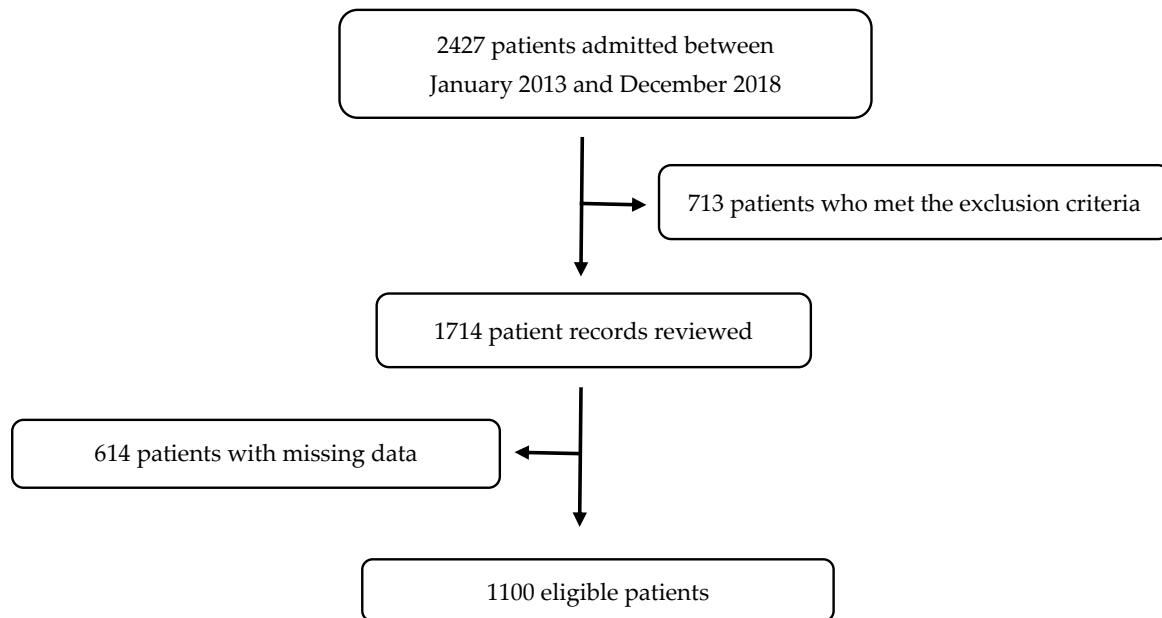 2427 patients admitted between
January 2013 and December 2018
713 patients who met the exclusion criteria
1714 patient records reviewed
614 patients with missing data
1100 eligible patients